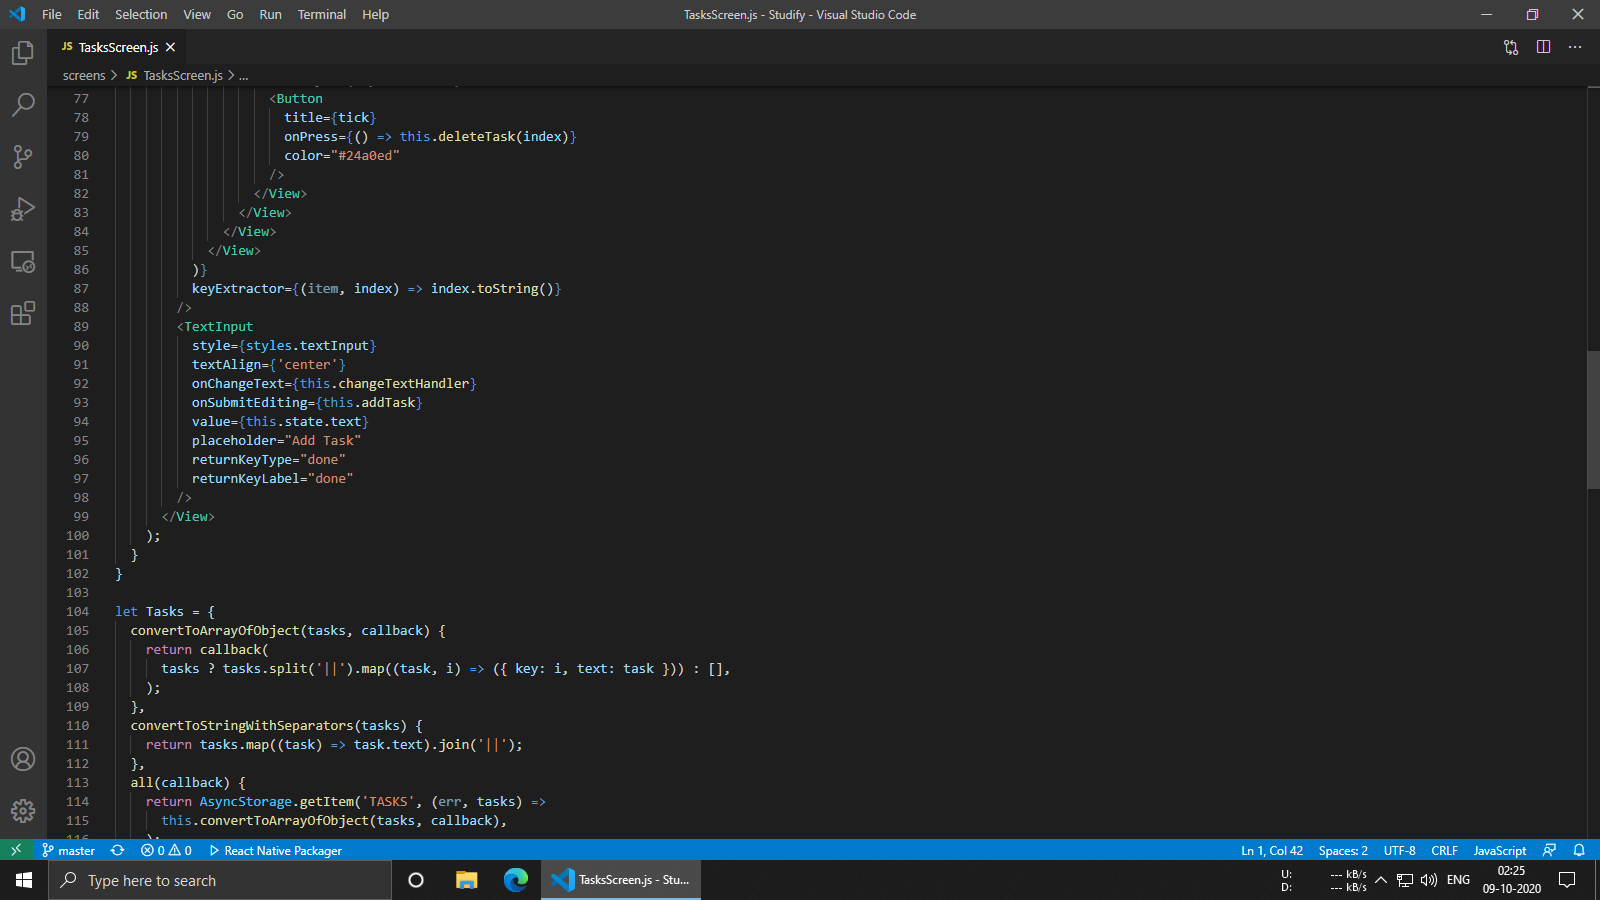 File Edit Selection View Go Run Terminal Help
TasksScreen.js - Studify - Visual Studio Code
JS TasksScreen.js
screens > JS TasksScreen.js > ...
77 <Button
78 title={tick}
79 onPress={() => this.deleteTask(index)}
80 color="#24a0ed"
81 />
82 </View>
83 </View>
84 </View>
85 </View>
86 )}
87 keyExtractor={(item, index) => index.toString()}
88 />
89 <TextInput
90 style={styles.textInput}
91 textAlign={'center'}
92 onChangeText={this.changeTextHandler}
93 onSubmitEditing={this.addTask}
94 value={this.state.text}
95 placeholder="Add Task"
96 returnKeyType="done"
97 returnKeyLabel="done"
98 />
99 </View>
100 );
101 }
102 }
103
104 let Tasks = {
105 convertToArrayOfObject(tasks, callback) {
106 return callback(
107 tasks ? tasks.split('||').map((task, i) => ({ key: i, text: task })) : [],
108 );
109 },
110 convertToStringWithSeparators(tasks) {
111 return tasks.map((task) => task.text).join('||');
112 },
113 all(callback) {
114 return AsyncStorage.getItem('TASKS', (err, tasks) =>
115 this.convertToArrayOfObject(tasks, callback),
116 );
master 0 0 React Native Packager Ln 1, Col 42 Spaces: 2 UTF-8 CRLF JavaScript
Type here to search
TasksScreen.js - Stu...
U: --- kB/s
D: --- kB/s
ENG
02:25
09-10-2020